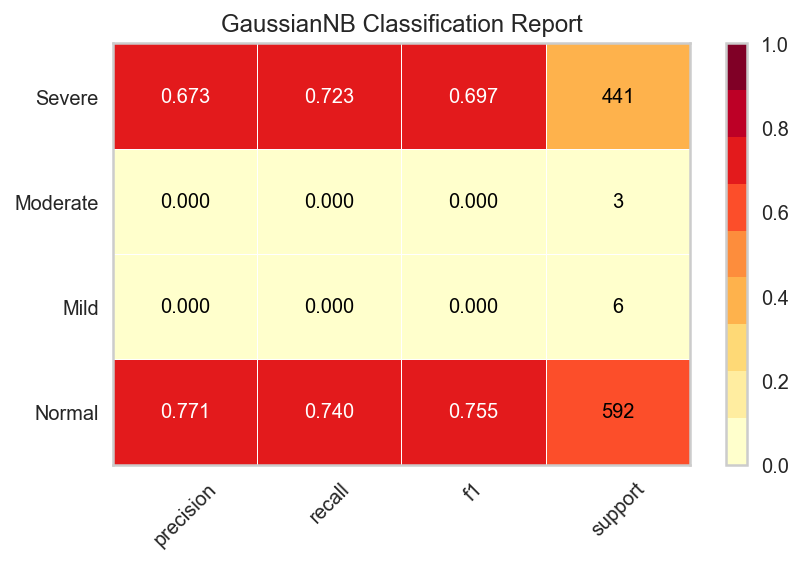 GaussianNB Classification Report
Severe 0.673 0.723 0.697 441
Moderate 0.000 0.000 0.000 3
Mild 0.000 0.000 0.000 6
Normal 0.771 0.740 0.755 592
precision recall f1 support
1.0
0.8
0.6
0.4
0.2
0.0